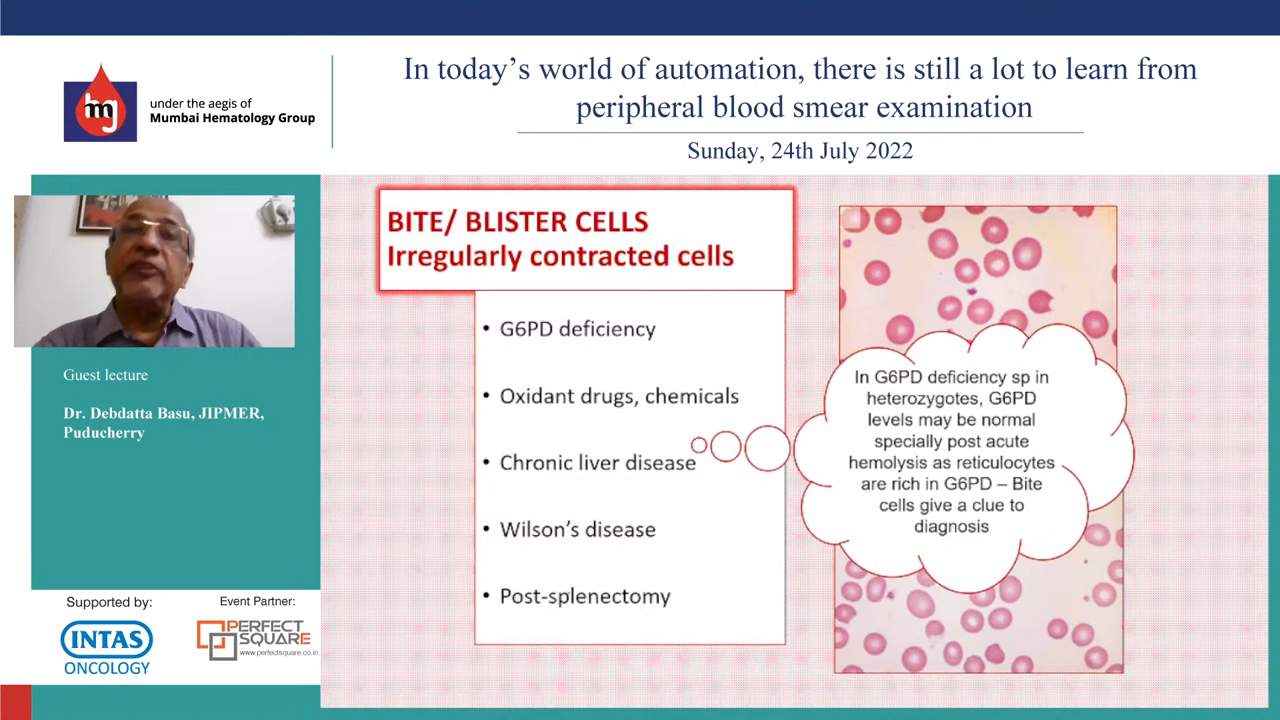 In today's world of automation, there is still a lot to learn from
peripheral blood smear examination
Sunday, 24th July 2022
mg
under the aegis of
Mumbai Hematology Group
BITE/ BLISTER CELLS
Irregularly contracted cells
• G6PD deficiency
• Oxidant drugs, chemicals
• Chronic liver disease
• Wilson's disease
• Post-splenectomy
In G6PD deficiency sp in
heterozygotes, G6PD
levels may be normal
specially post acute
hemolysis as reticulocytes
are rich in G6PD – Bite
cells give a clue to
diagnosis
Guest lecture
Dr. Debdatta Basu, JIPMER,
Puducherry
Supported by:
INTAS
ONCOLOGY
Event Partner:
PERFECT
SQUARE
www.perfectsquare.co.in